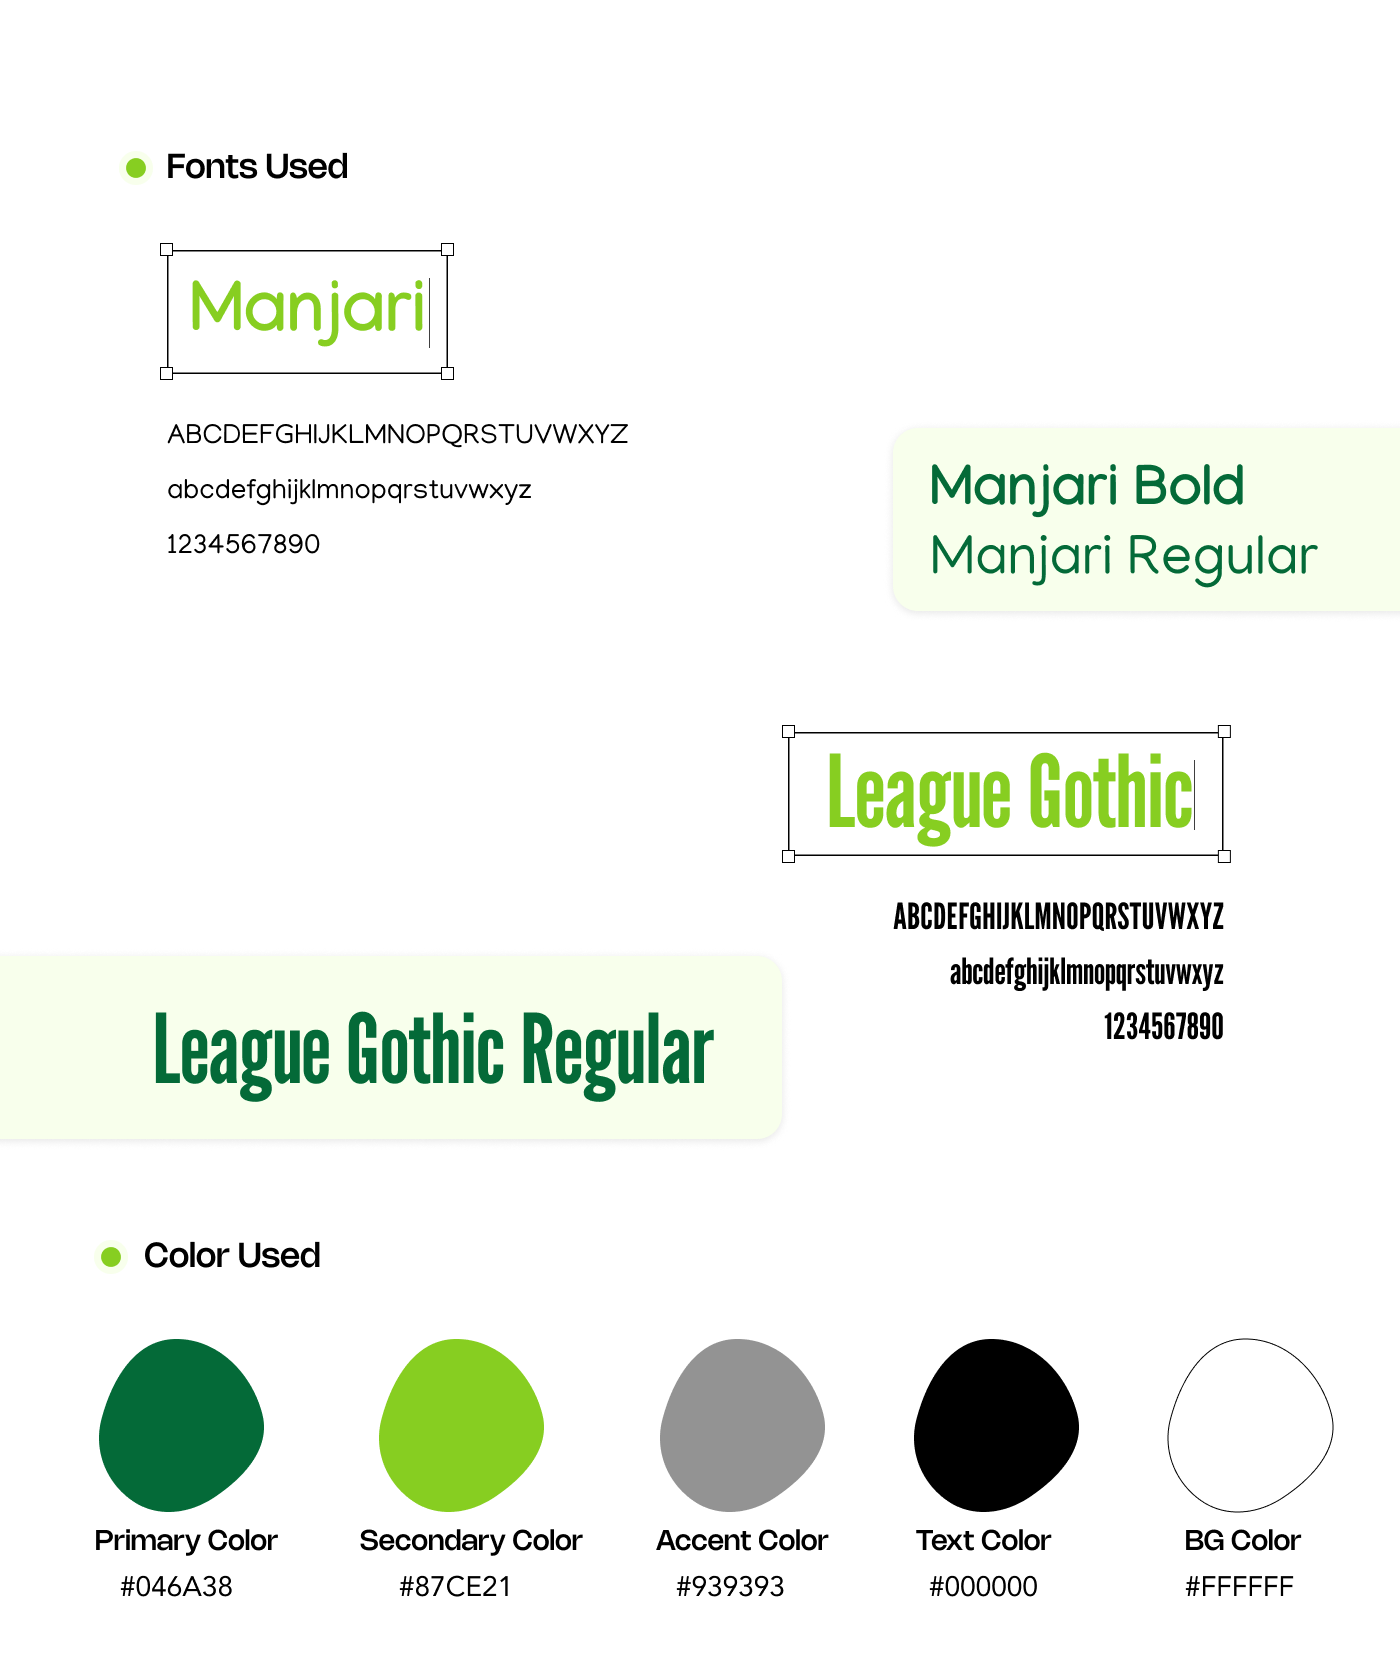 Fonts Used
Manjari
ABCDEFGHIJKLMNOPQRSTUVWXYZ
abcdefghijklmnopqrstuvwxyz
1234567890
Manjari Bold
Manjari Regular
League Gothic
ABCDEFGHIJKLMNOPQRSTUVWXYZ
abcdefghijklmnopqrstuvwxyz
1234567890
League Gothic Regular
Color Used
Primary Color
#046A38
Secondary Color
#87CE21
Accent Color
#939393
Text Color
#000000
BG Color
#FFFFFF